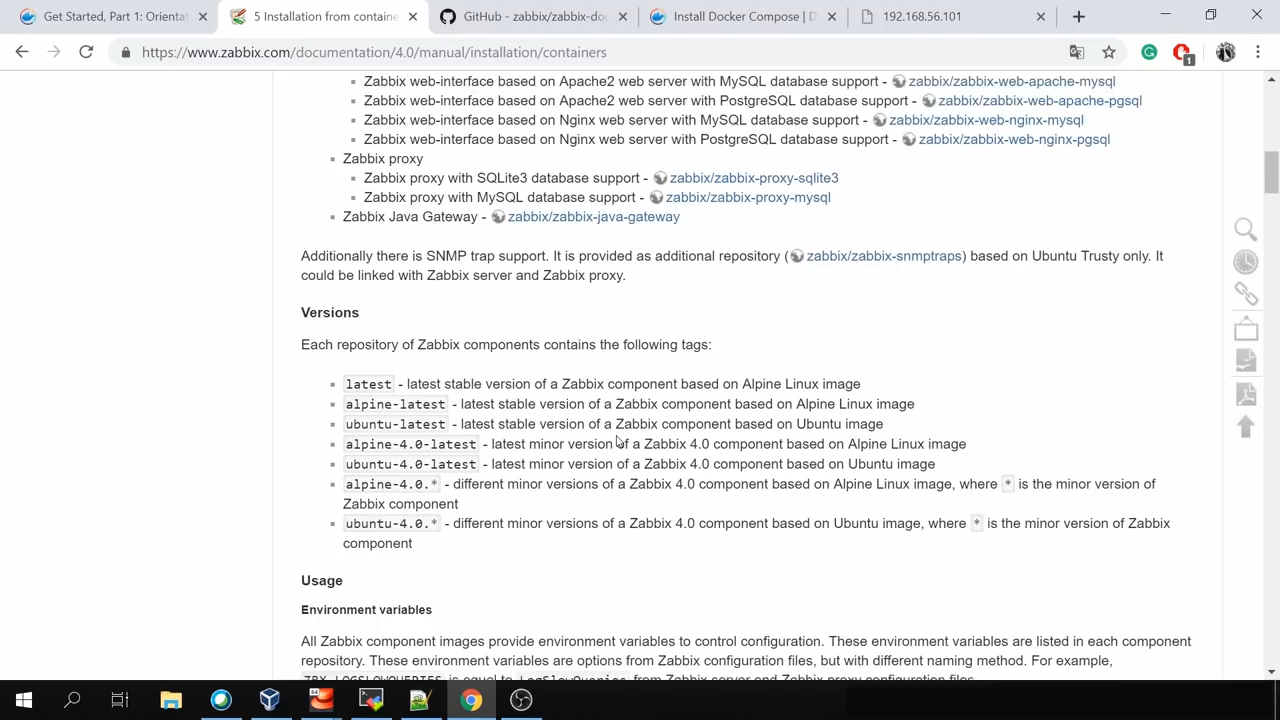 Get Started, Part 1: Orientat
5 Installation from containe
GitHub - zabbix/zabbix-doc
Install Docker Compose | D
192.168.56.101
https://www.zabbix.com/documentation/4.0/manual/installation/containers
1
Zabbix web-interface based on Apache2 web server with MySQL database support - zabbix/zabbix-web-apache-mysql
Zabbix web-interface based on Apache2 web server with PostgreSQL database support - zabbix/zabbix-web-apache-pgsql
Zabbix web-interface based on Nginx web server with MySQL database support - zabbix/zabbix-web-nginx-mysql
Zabbix web-interface based on Nginx web server with PostgreSQL database support - zabbix/zabbix-web-nginx-pgsql
Zabbix proxy
Zabbix proxy with SQLite3 database support - zabbix/zabbix-proxy-sqlite3
Zabbix proxy with MySQL database support - zabbix/zabbix-proxy-mysql
Zabbix Java Gateway - zabbix/zabbix-java-gateway
Additionally there is SNMP trap support. It is provided as additional repository (zabbix/zabbix-snmptraps) based on Ubuntu Trusty only. It
could be linked with Zabbix server and Zabbix proxy.
Versions
Each repository of Zabbix components contains the following tags:
latest - latest stable version of a Zabbix component based on Alpine Linux image
alpine-latest - latest stable version of a Zabbix component based on Alpine Linux image
ubuntu-latest - latest stable version of a Zabbix component based on Ubuntu image
alpine-4.0-latest - latest minor version of a Zabbix 4.0 component based on Alpine Linux image
ubuntu-4.0-latest - latest minor version of a Zabbix 4.0 component based on Ubuntu image
alpine-4.0.* - different minor versions of a Zabbix 4.0 component based on Alpine Linux image, where * is the minor version of
Zabbix component
ubuntu-4.0.* - different minor versions of a Zabbix 4.0 component based on Ubuntu image, where * is the minor version of Zabbix
component
Usage
Environment variables
All Zabbix component images provide environment variables to control configuration. These environment variables are listed in each component
repository. These environment variables are options from Zabbix configuration files, but with different naming method. For example,
ZBX_LOGSLOWQUERIES is equal to LogSlowQueries from Zabbix server and Zabbix proxy configuration files.